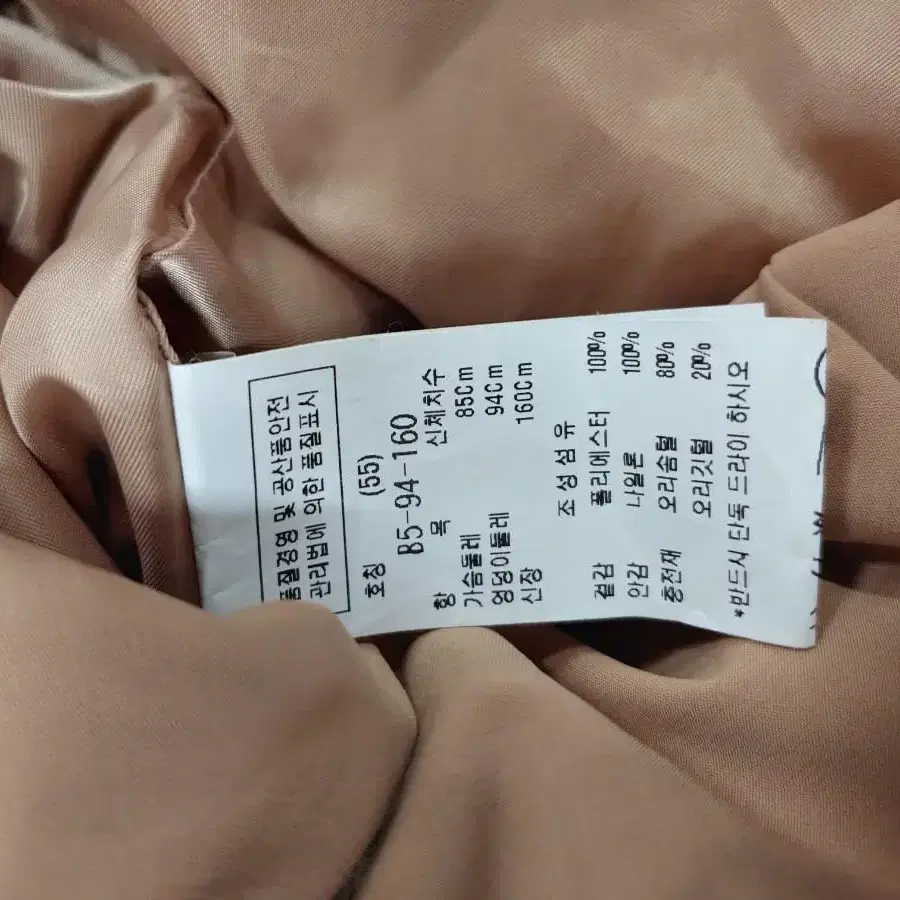 품질경영 및 공산품안전
관리법에 의한 품질표시
호칭 (55)
85-94-160
항 목 신체치수
가슴둘레 85Cm
엉덩이둘레 94Cm
신장 160Cm
조성섬유
겉감 폴리에스터 100%
안감 나일론 100%
충전재 오리솜털 80%
오리깃털 20%
*반드시 단독 드라이 하시오